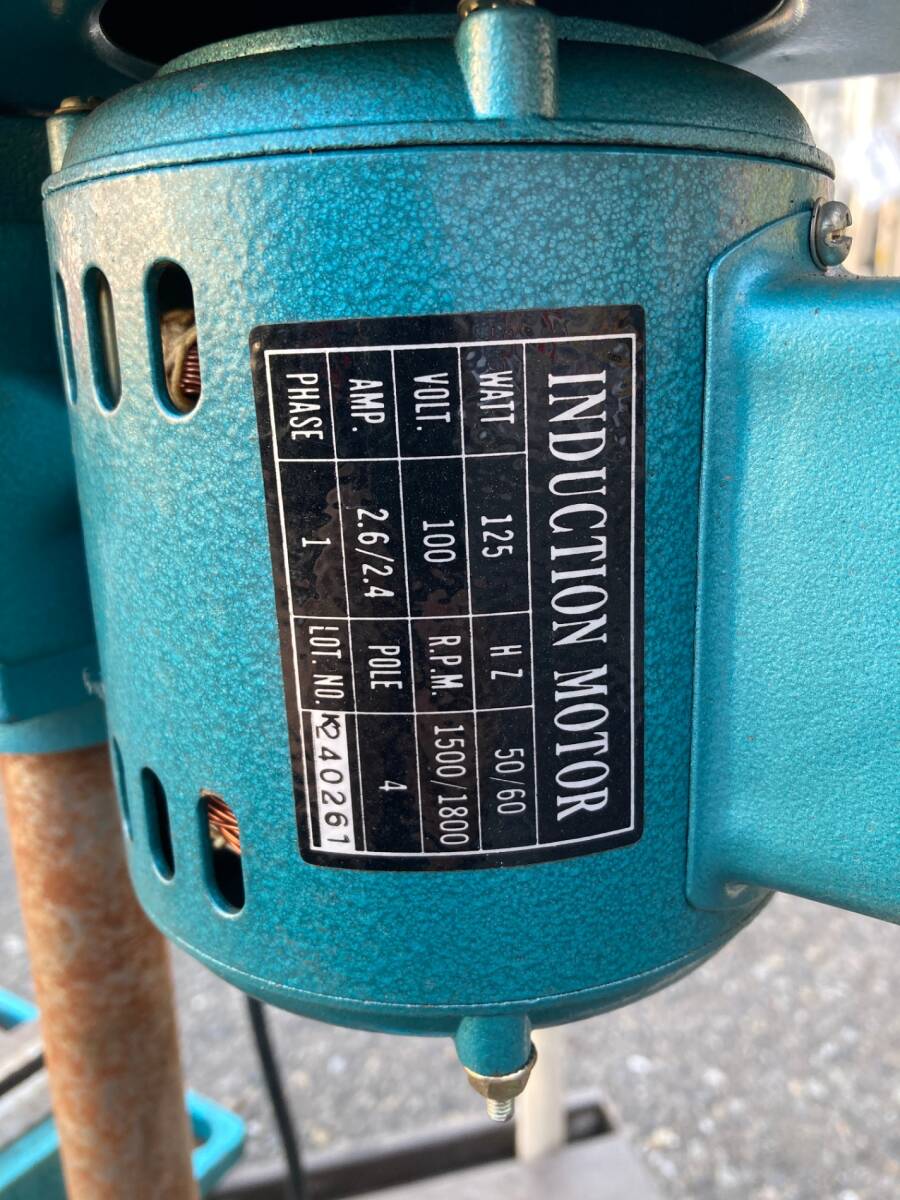 INDUCTION MOTOR
WATT 125 HZ 50/60
VOLT. 100 R.P.M. 1500/1800
AMP. 2.6/2.4 POLE 4
PHASE 1 LOT. NO. K240261